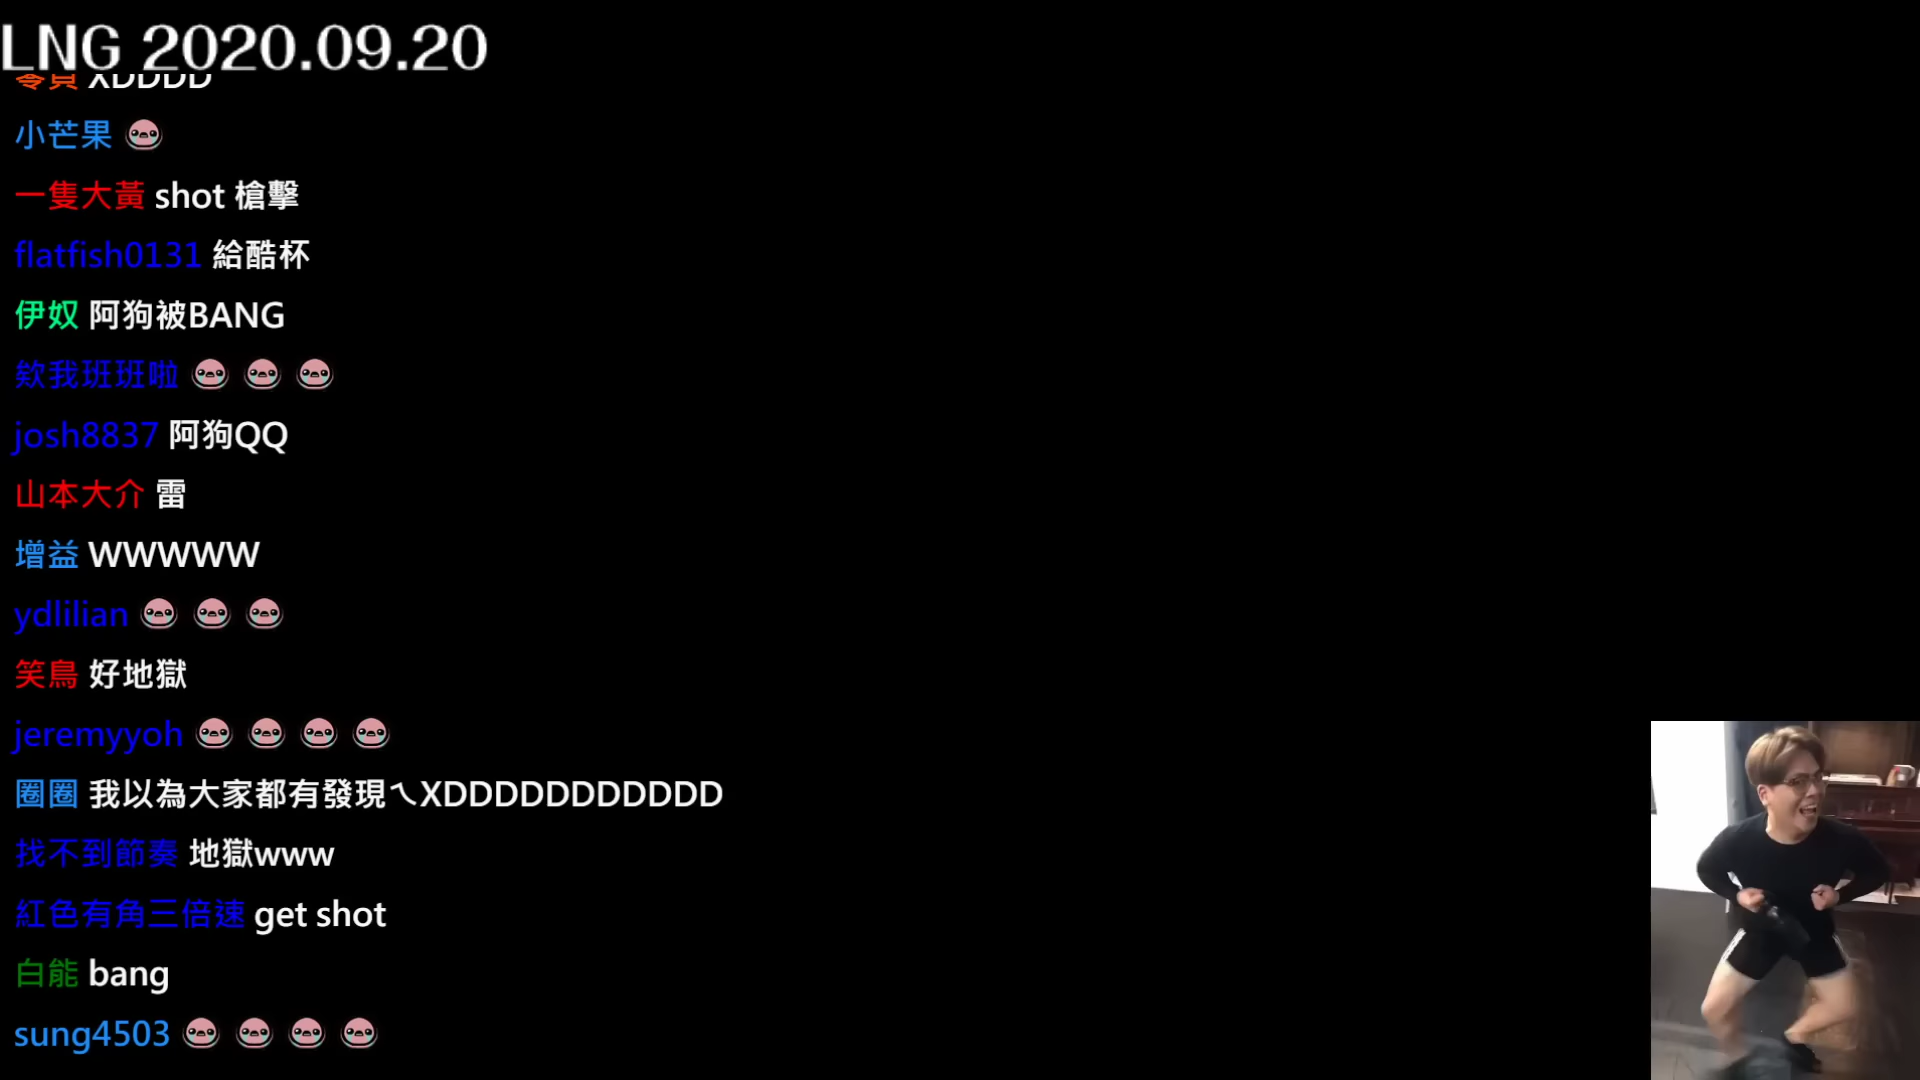 LNG 2020.09.20
零負 XDDDD
小芒果
一隻大黃 shot 槍擊
flatfish0131 給酷杯
伊奴 阿狗被BANG
欸我班班啦
josh8837 阿狗QQ
山本大介 雷
增益 WWWWW
ydlilian
笑鳥 好地獄
jeremyyoh
圈圈 我以為大家都有發現ㄟXDDDDDDDDDDD
找不到節奏 地獄www
紅色有角三倍速 get shot
白能 bang
sung4503